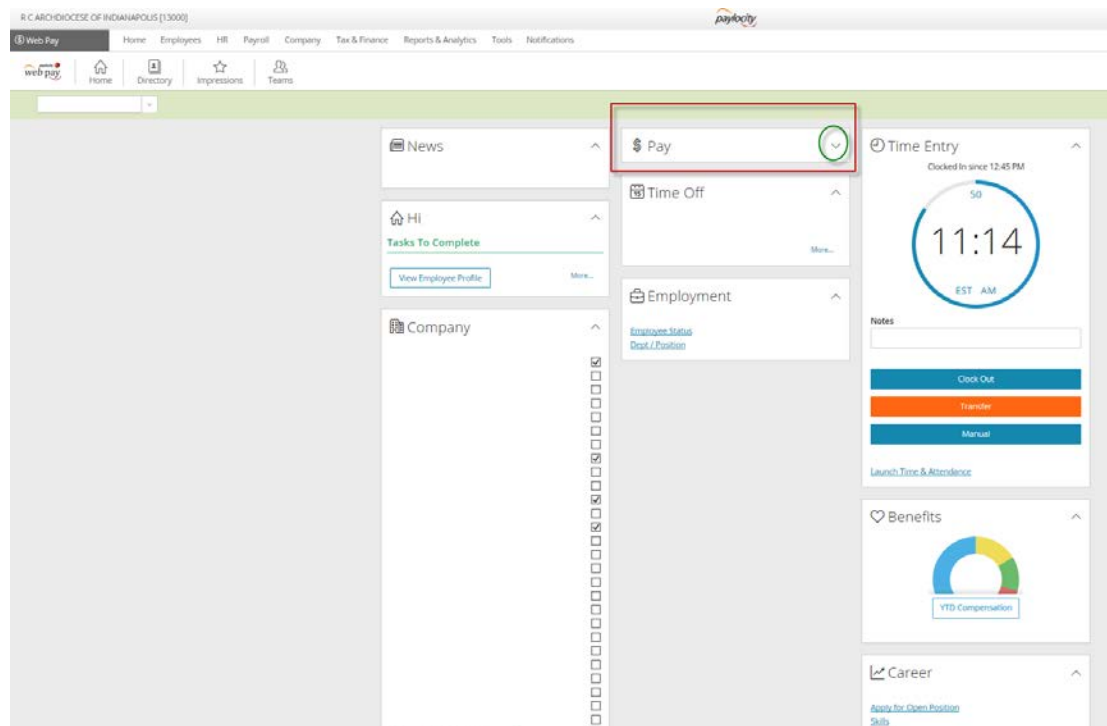 R C ARCHDIOCESE OF INDIANAPOLIS [13000]
paylocity
Web Pay Home Employees HR Payroll Company Tax & Finance Reports & Analytics Tools Notifications
web pay Home Directory Impressions Teams
News
Hi
Tasks To Complete
View Employee Profile More...
Company
$ Pay
15 Time Off
More...
Employment
Employee Status
Dept / Position
Time Entry
Clocked In since 12:45 PM
50
11:14
EST AM
Notes
Clock Out
Transfer
Manual
Launch Time & Attendance
Benefits
YTD Compensation
Career
Apply for Open Position
Skills